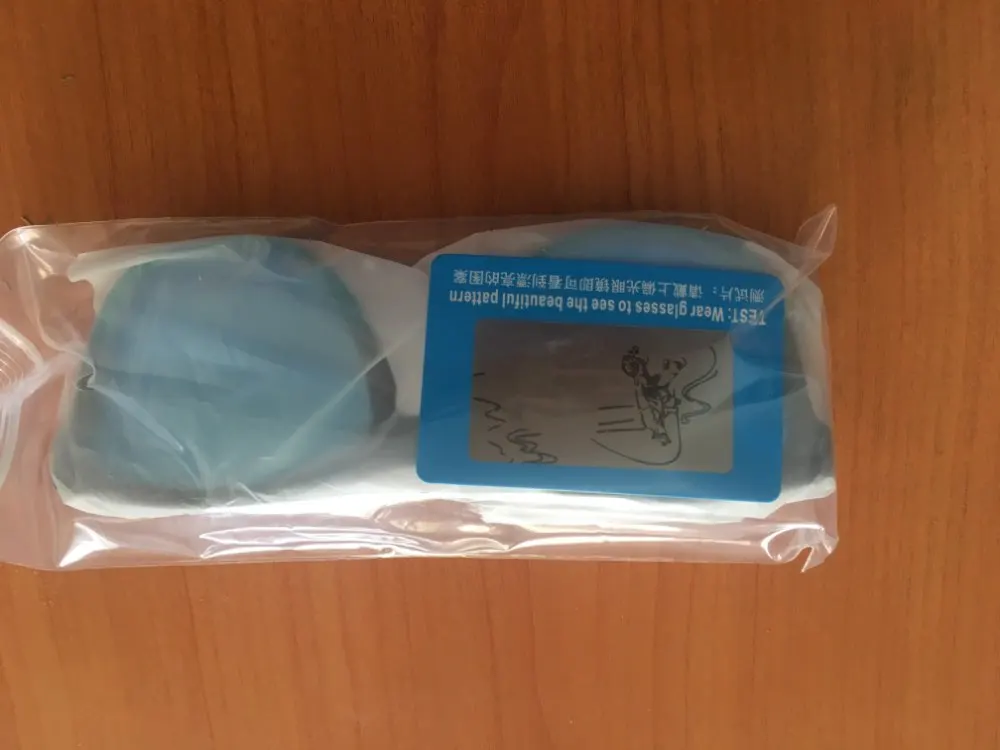 TEST: Wear glasses to see the beautiful pattern
测试片：请戴上偏光眼镜即可看到漂亮的图案